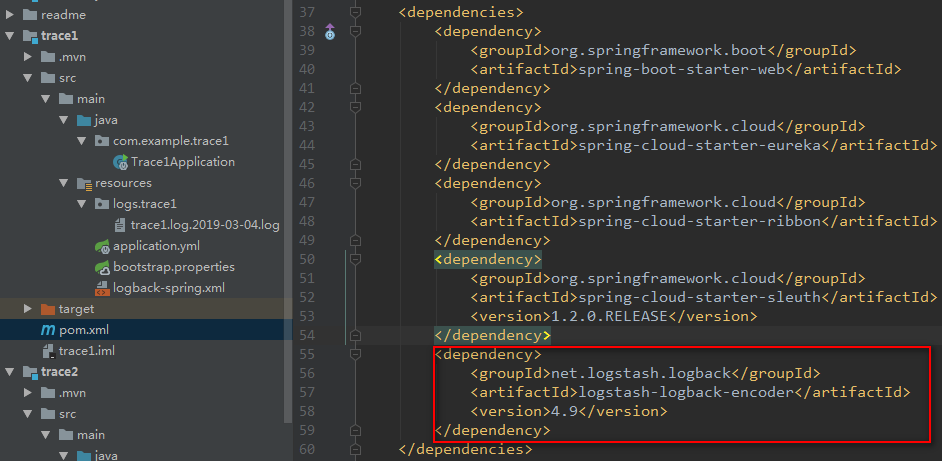 readme
trace1
.mvn
src
main
java
com.example.trace1
Trace1Application
resources
logs.trace1
trace1.log.2019-03-04.log
application.yml
bootstrap.properties
logback-spring.xml
target
pom.xml
trace1.iml
trace2
.mvn
src
main
java
37 <dependencies>
38 <dependency>
39 <groupId>org.springframework.boot</groupId>
40 <artifactId>spring-boot-starter-web</artifactId>
41 </dependency>
42 <dependency>
43 <groupId>org.springframework.cloud</groupId>
44 <artifactId>spring-cloud-starter-eureka</artifactId>
45 </dependency>
46 <dependency>
47 <groupId>org.springframework.cloud</groupId>
48 <artifactId>spring-cloud-starter-ribbon</artifactId>
49 </dependency>
50 <dependency>
51 <groupId>org.springframework.cloud</groupId>
52 <artifactId>spring-cloud-starter-sleuth</artifactId>
53 <version>1.2.0.RELEASE</version>
54 </dependency>
55 <dependency>
56 <groupId>net.logstash.logback</groupId>
57 <artifactId>logstash-logback-encoder</artifactId>
58 <version>4.9</version>
59 </dependency>
60 </dependencies>